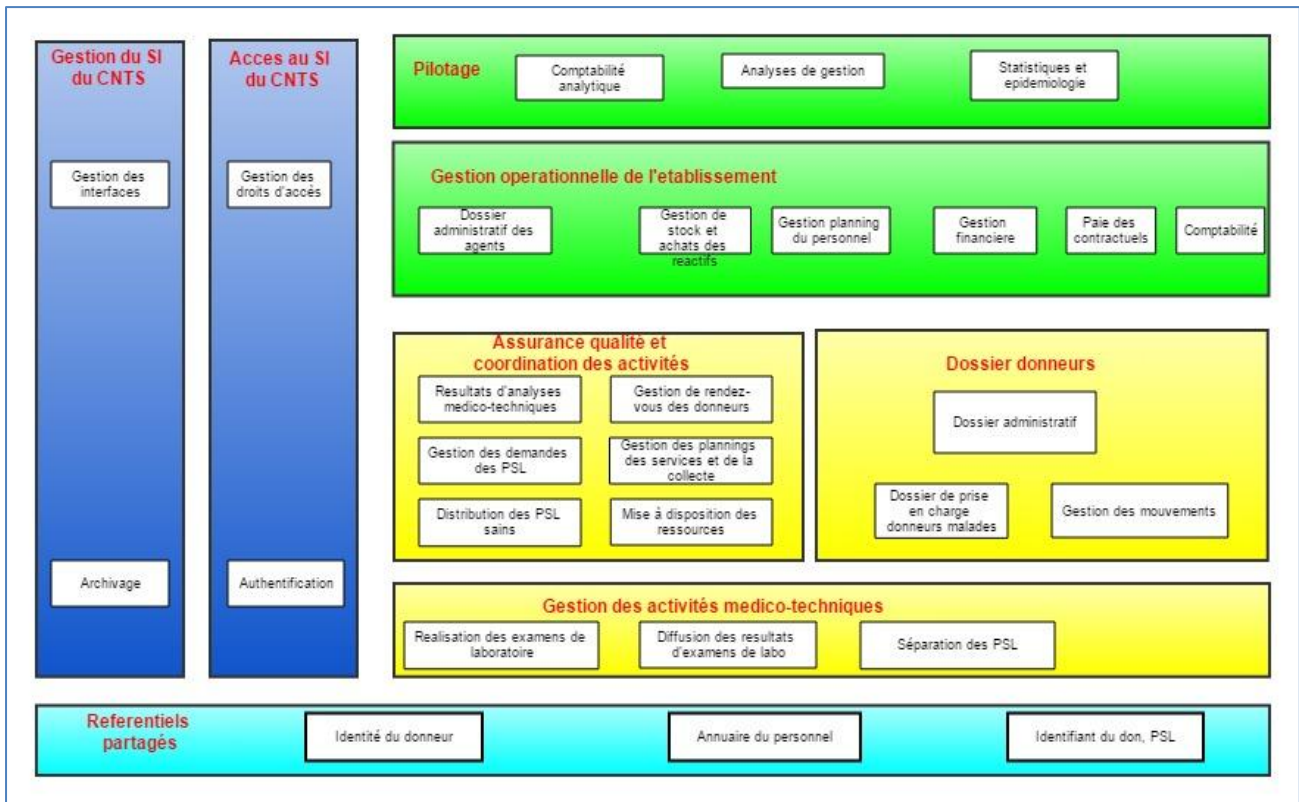 Gestion du SI
du CNTS
Gestion des
interfaces
Archivage
Acces au SI
du CNTS
Gestion des
droits d'accès
Authentification
Pilotage
Comptabilité
analytique
Analyses de gestion
Statistiques et
epidemiologie
Gestion operationnelle de l'etablissement
Dossier
administratif des
agents
Gestion de
stock et
achats des
reactifs
Gestion planning
du personnel
Gestion
financiere
Paie des
contractuels
Comptabilité
Assurance qualité et
coordination des activités
Resultats d'analyses
medico-techniques
Gestion de rendez-
vous des donneurs
Gestion des demandes
des PSL
Gestion des plannings
des services et de la
collecte
Distribution des PSL
sains
Mise à disposition des
ressources
Dossier donneurs
Dossier administratif
Dossier de prise
en charge
donneurs malades
Gestion des mouvements
Gestion des activités medico-techniques
Realisation des examens de
laboratoire
Diffusion des resultats
d'examens de labo
Séparation des PSL
Referentiels
partagés
Identité du donneur
Annuaire du personnel
Identifiant du don, PSL